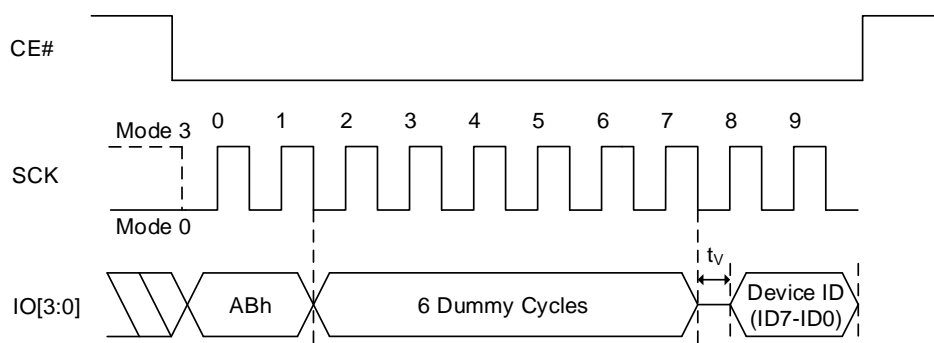 CE#
Mode 3 0 1 2 3 4 5 6 7 8 9
SCK
Mode 0
tV
IO[3:0] ABh 6 Dummy Cycles Device ID
(ID7-ID0)